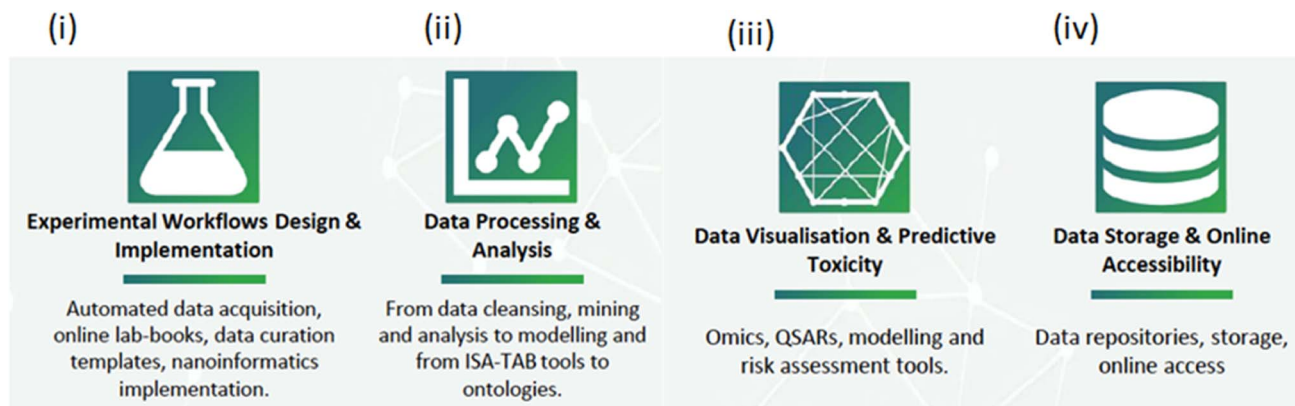 (i)
Experimental Workflows Design &
Implementation
Automated data acquisition,
online lab-books, data curation
templates, nanoinformatics
implementation.
(ii)
Data Processing &
Analysis
From data cleansing, mining
and analysis to modelling and
from ISA-TAB tools to
ontologies.
(iii)
Data Visualisation & Predictive
Toxicity
Omics, QSARs, modelling and
risk assessment tools.
(iv)
Data Storage & Online
Accessibility
Data repositories, storage,
online access